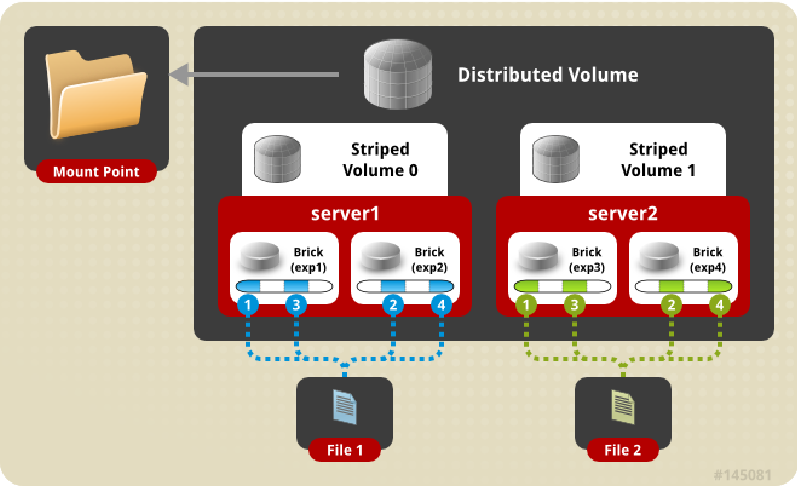 Distributed Volume
Mount Point
Striped
Volume 0
Striped
Volume 1
server1
server2
Brick
(exp1)
Brick
(exp2)
Brick
(exp3)
Brick
(exp4)
1
3
2
4
1
3
2
4
File 1
File 2
#145081